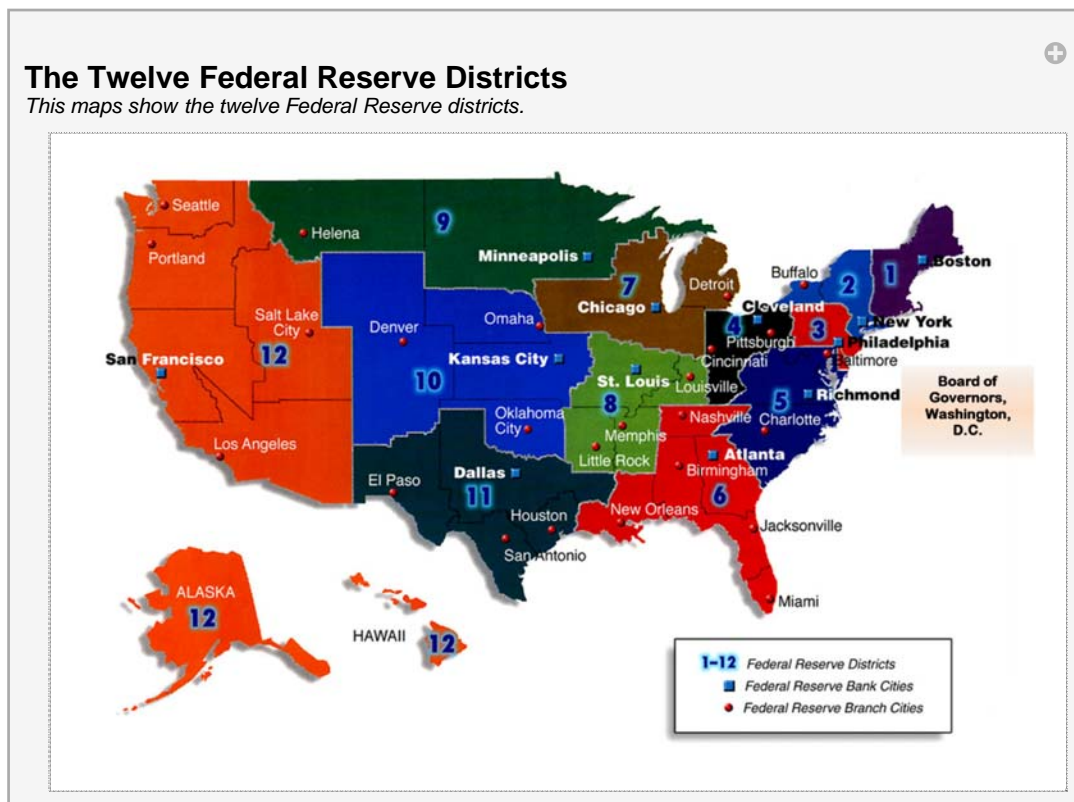 The Twelve Federal Reserve Districts
This maps show the twelve Federal Reserve districts.
Seattle
Portland
Helena
9
Minneapolis
7
Chicago
Detroit
Buffalo
2
1
Boston
Cleveland
4
Pittsburgh
3
New York
Philadelphia
Baltimore
Salt Lake
City
12
San Francisco
Denver
Omaha
10
Kansas City
Cincinnati
St. Louis
Louisville
8
5
Richmond
Charlotte
Board of
Governors,
Washington,
D.C.
Los Angeles
Oklahoma
City
Memphis
Little Rock
Nashville
Atlanta
Birmingham
6
El Paso
Dallas
11
Houston
San Antonio
New Orleans
Jacksonville
Miami
ALASKA
12
HAWAII
12
1–12 Federal Reserve Districts
Federal Reserve Bank Cities
Federal Reserve Branch Cities